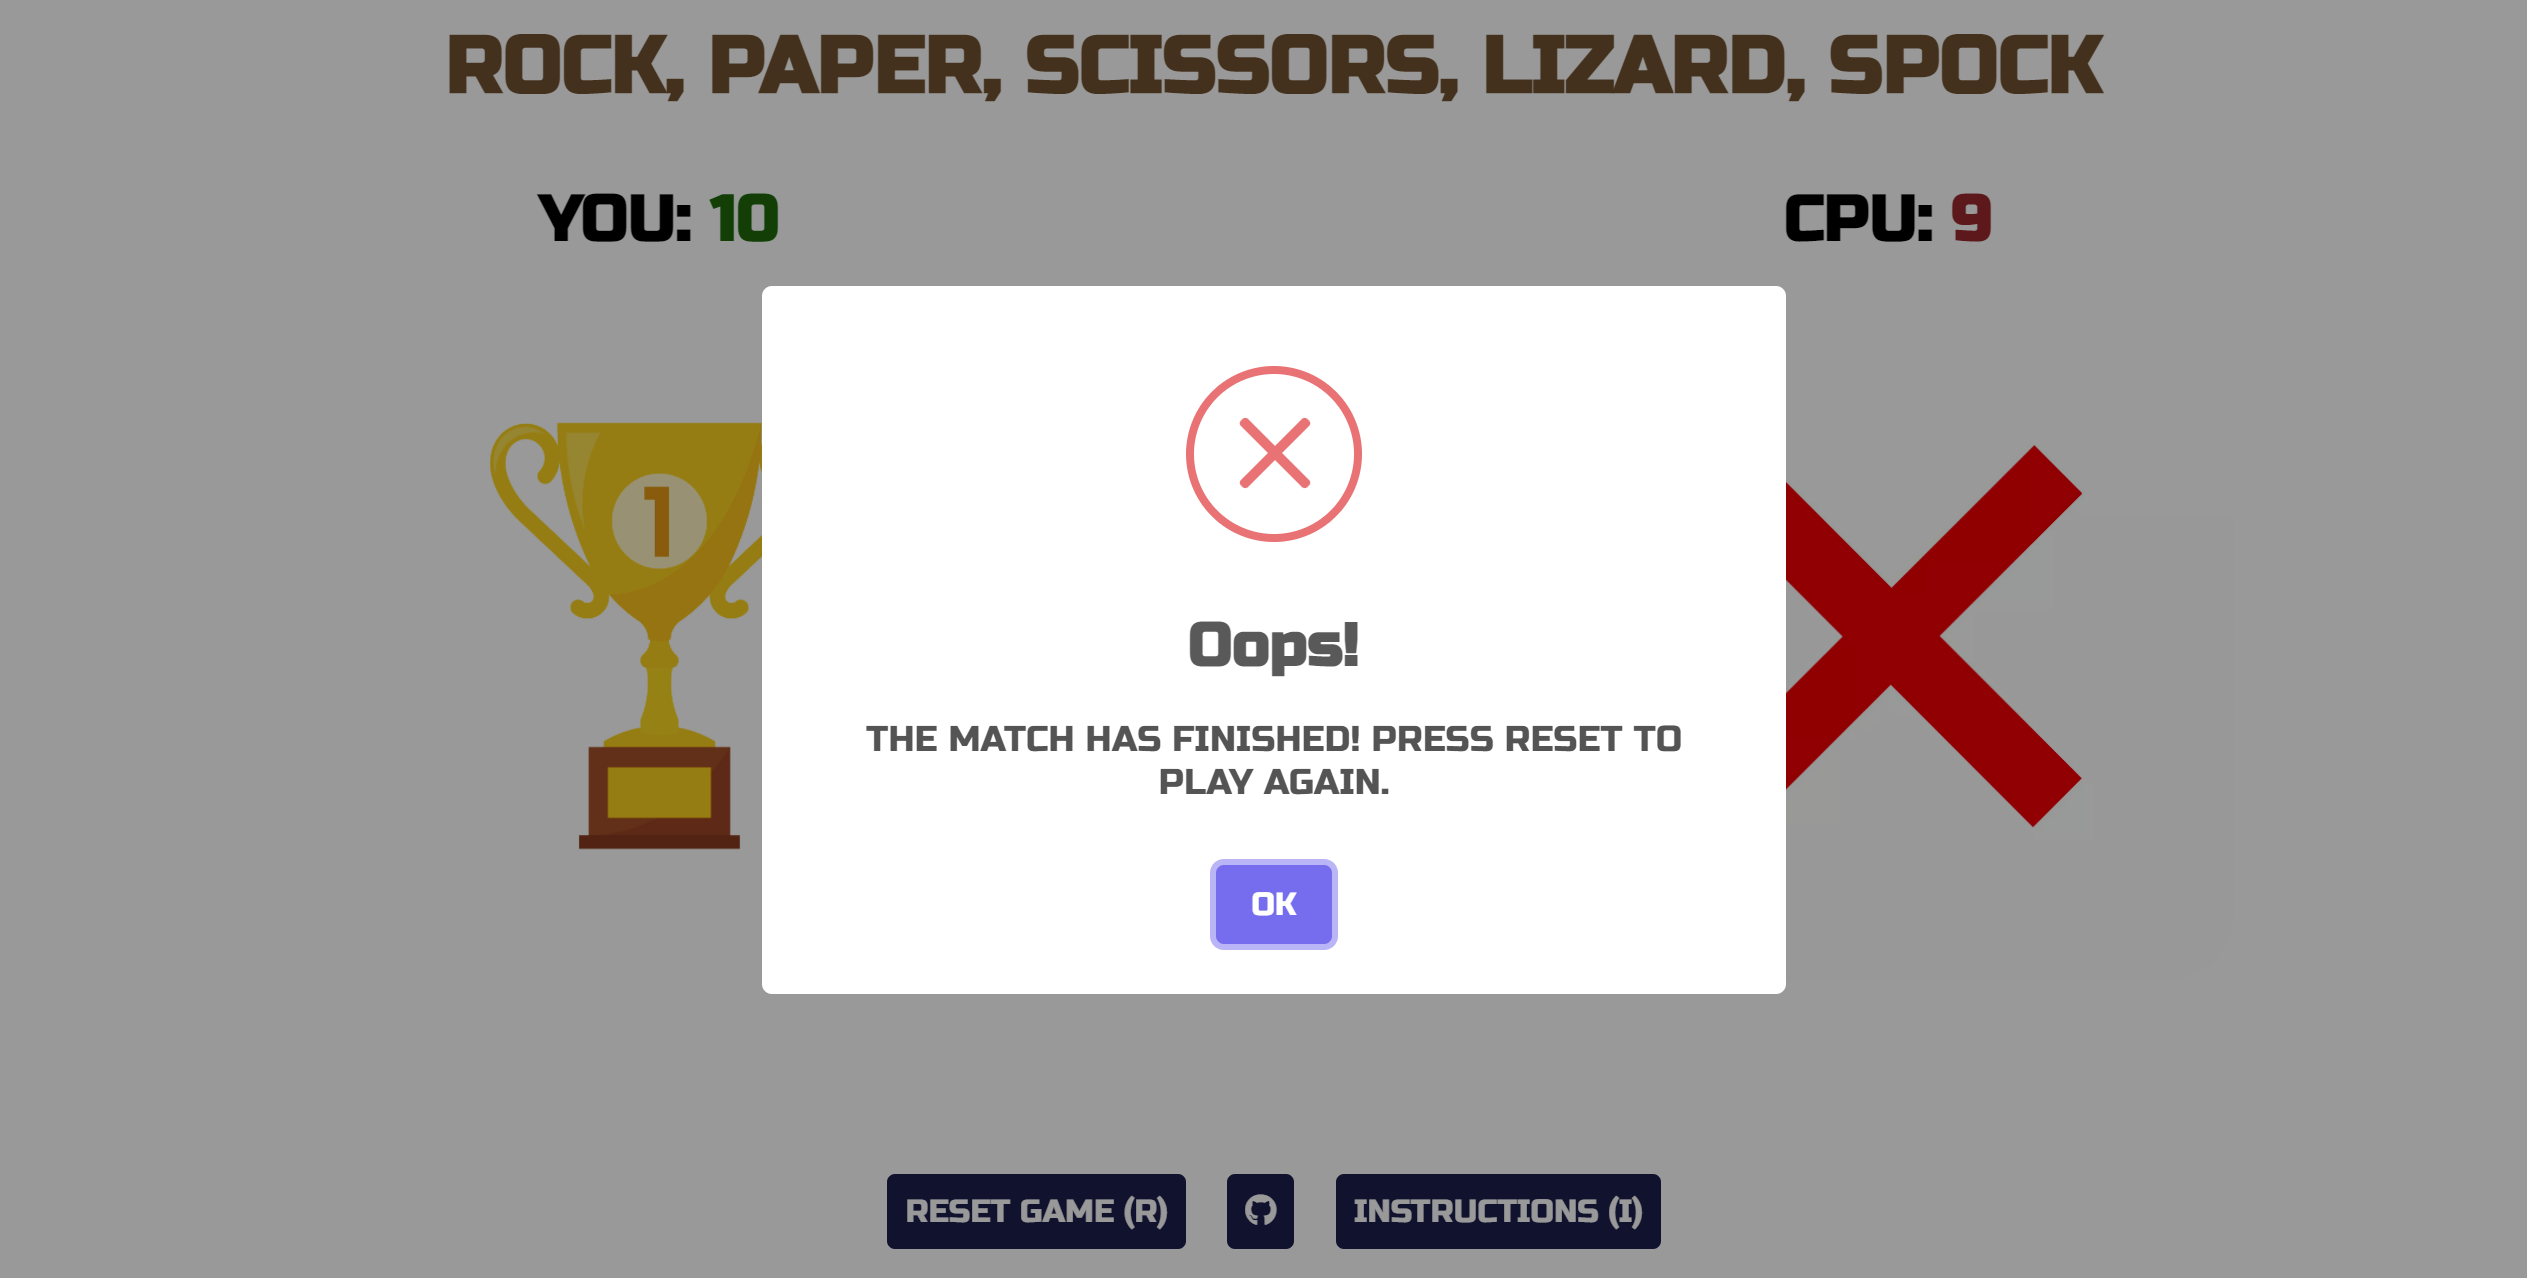 ROCK, PAPER, SCISSORS, LIZARD, SPOCK
YOU: 10
CPU: 9
1
Oops!
THE MATCH HAS FINISHED! PRESS RESET TO
PLAY AGAIN.
OK
RESET GAME (R)
INSTRUCTIONS (I)